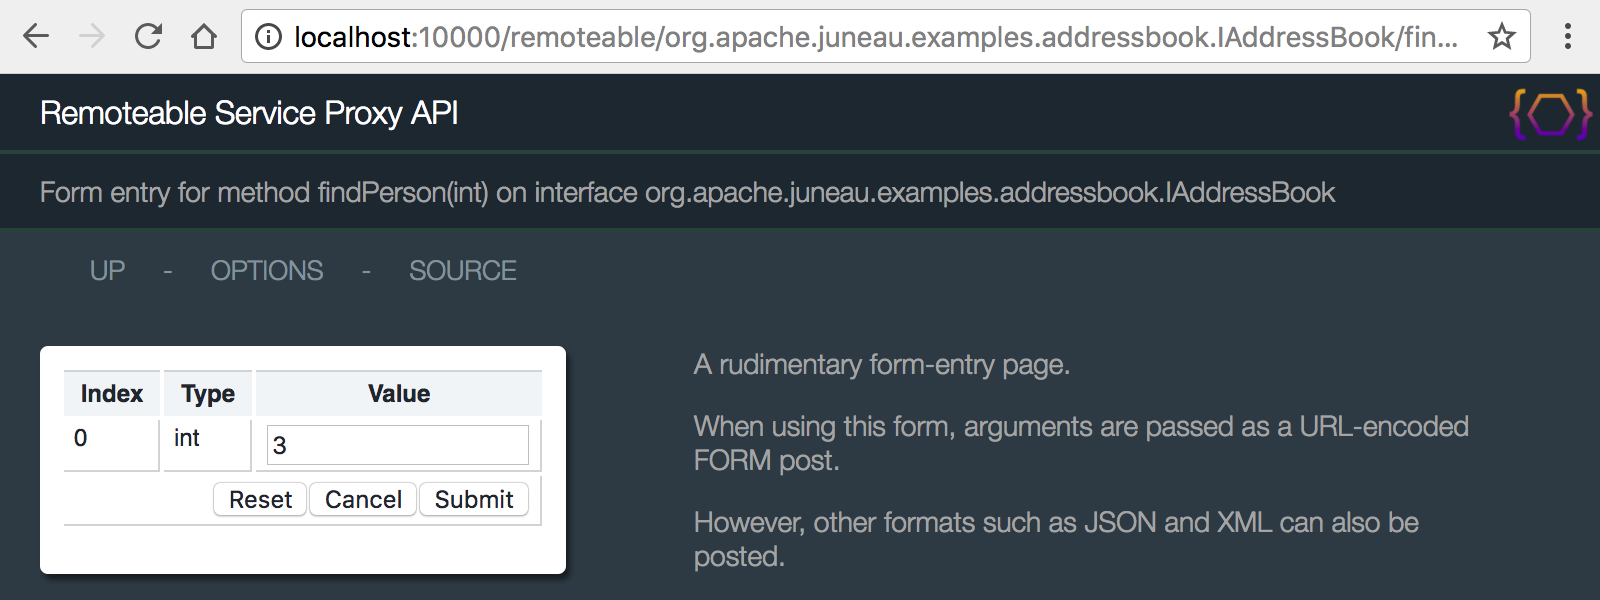 localhost:10000/remoteable/org.apache.juneau.examples.addressbook.IAddressBook/fin...
Remoteable Service Proxy API
Form entry for method findPerson(int) on interface org.apache.juneau.examples.addressbook.IAddressBook
UP - OPTIONS - SOURCE
Index Type Value
0 int 3
Reset Cancel Submit
A rudimentary form-entry page.
When using this form, arguments are passed as a URL-encoded
FORM post.
However, other formats such as JSON and XML can also be
posted.